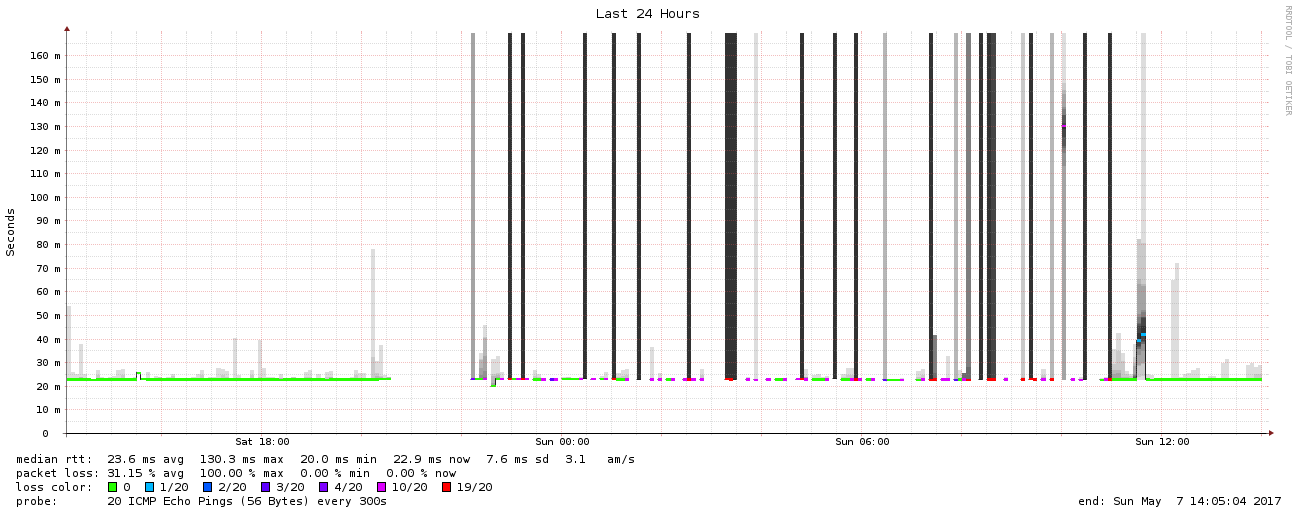 Last 24 Hours
RRDTOOL / TOBI OETIKER
Seconds
160 m
150 m
140 m
130 m
120 m
110 m
100 m
90 m
80 m
70 m
60 m
50 m
40 m
30 m
20 m
10 m
0
Sat 18:00 Sun 00:00 Sun 06:00 Sun 12:00
median rtt: 23.6 ms avg 130.3 ms max 20.0 ms min 22.9 ms now 7.6 ms sd 3.1 am/s
packet loss: 31.15 % avg 100.00 % max 0.00 % min 0.00 % now
loss color: 0 1/20 2/20 3/20 4/20 10/20 19/20
probe: 20 ICMP Echo Pings (56 Bytes) every 300s end: Sun May 7 14:05:04 2017